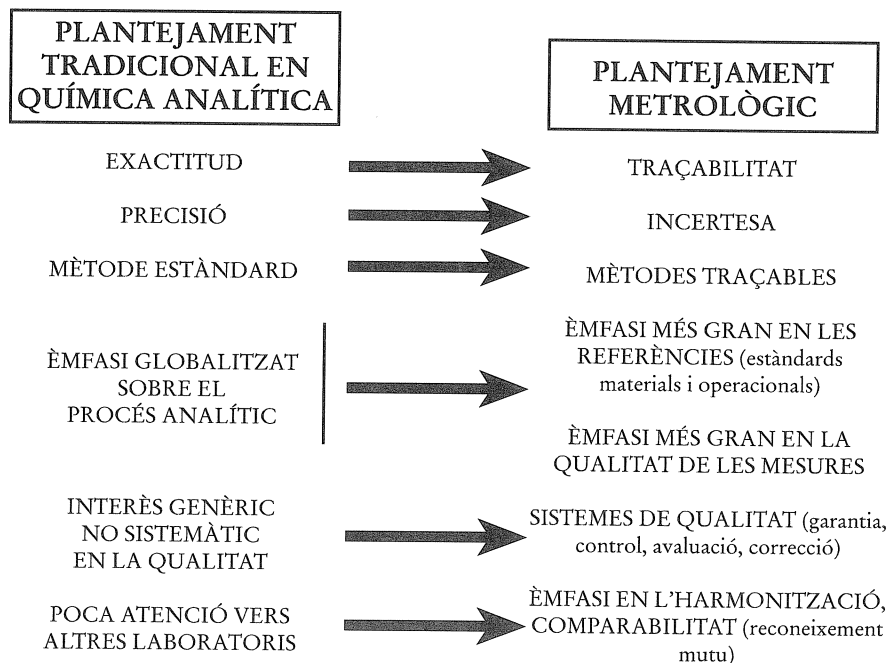 PLANTEJAMENT
TRADICIONAL EN
QUÍMICA ANALÍTICA
PLANTEJAMENT
METROLÒGIC
EXACTITUD
TRAÇABILITAT
PRECISIÓ
INCERTESA
MÈTODE ESTÀNDARD
MÈTODES TRAÇABLES
ÈMFASI GLOBALITZAT
SOBRE EL
PROCÉS ANALÍTIC
ÈMFASI MÉS GRAN EN LES
REFERÈNCIES (estàndards
materials i operacionals)
ÈMFASI MÉS GRAN EN LA
QUALITAT DE LES MESURES
INTERÈS GENÈRIC
NO SISTEMÀTIC
EN LA QUALITAT
SISTEMES DE QUALITAT (garantia,
control, avaluació, correcció)
POCA ATENCIÓ VERS
ALTRES LABORATORIS
ÈMFASI EN L'HARMONITZACIÓ,
COMPARABILITAT (reconeixement
mutu)